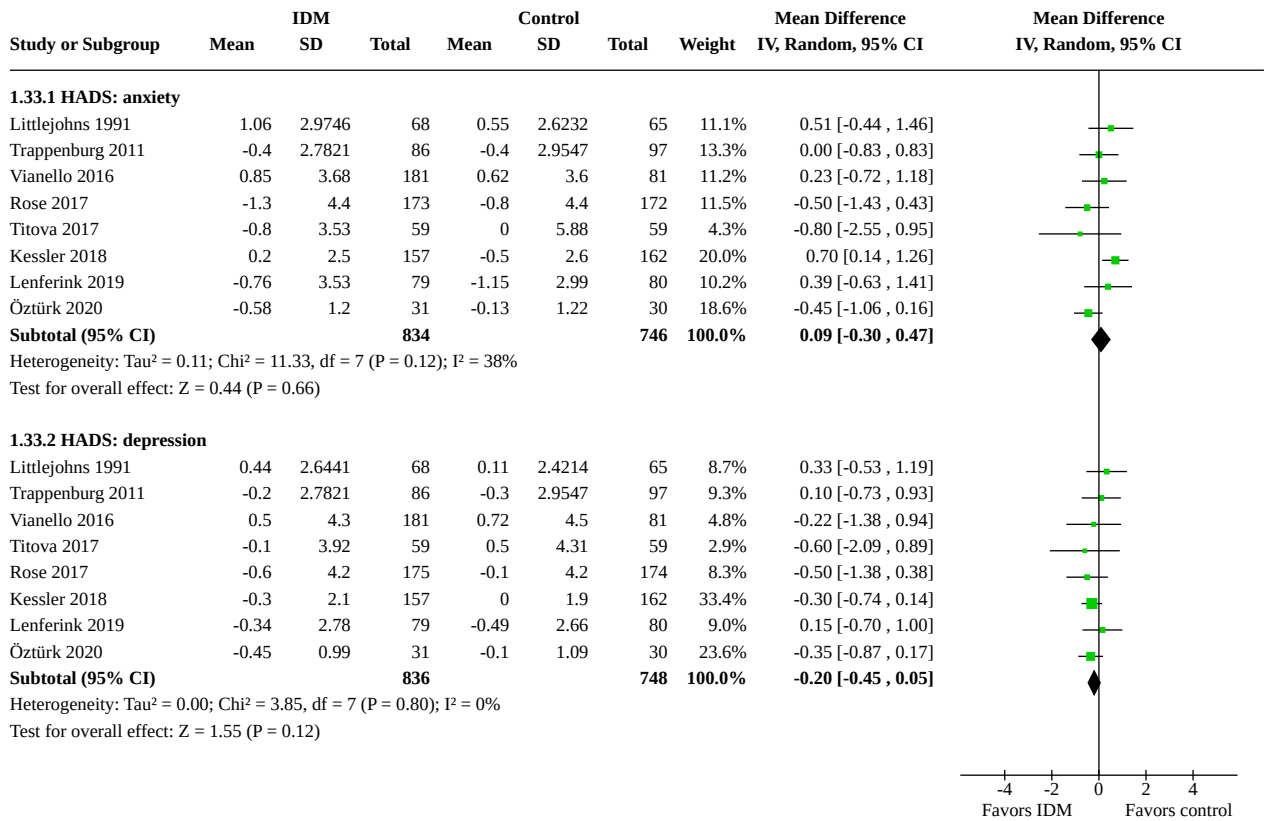 IDM Control Mean Difference Mean Difference
Study or Subgroup Mean SD Total Mean SD Total Weight IV, Random, 95% CI IV, Random, 95% CI
1.33.1 HADS: anxiety
Littlejohns 1991 1.06 2.9746 68 0.55 2.6232 65 11.1% 0.51 [-0.44 , 1.46]
Trappenburg 2011 -0.4 2.7821 86 -0.4 2.9547 97 13.3% 0.00 [-0.83 , 0.83]
Vianello 2016 0.85 3.68 181 0.62 3.6 81 11.2% 0.23 [-0.72 , 1.18]
Rose 2017 -1.3 4.4 173 -0.8 4.4 172 11.5% -0.50 [-1.43 , 0.43]
Titova 2017 -0.8 3.53 59 0 5.88 59 4.3% -0.80 [-2.55 , 0.95]
Kessler 2018 0.2 2.5 157 -0.5 2.6 162 20.0% 0.70 [0.14 , 1.26]
Lenferink 2019 -0.76 3.53 79 -1.15 2.99 80 10.2% 0.39 [-0.63 , 1.41]
Öztürk 2020 -0.58 1.2 31 -0.13 1.22 30 18.6% -0.45 [-1.06 , 0.16]
Subtotal (95% CI) 834 746 100.0% 0.09 [-0.30 , 0.47]
Heterogeneity: Tau² = 0.11; Chi² = 11.33, df = 7 (P = 0.12); I² = 38%
Test for overall effect: Z = 0.44 (P = 0.66)
1.33.2 HADS: depression
Littlejohns 1991 0.44 2.6441 68 0.11 2.4214 65 8.7% 0.33 [-0.53 , 1.19]
Trappenburg 2011 -0.2 2.7821 86 -0.3 2.9547 97 9.3% 0.10 [-0.73 , 0.93]
Vianello 2016 0.5 4.3 181 0.72 4.5 81 4.8% -0.22 [-1.38 , 0.94]
Titova 2017 -0.1 3.92 59 0.5 4.31 59 2.9% -0.60 [-2.09 , 0.89]
Rose 2017 -0.6 4.2 175 -0.1 4.2 174 8.3% -0.50 [-1.38 , 0.38]
Kessler 2018 -0.3 2.1 157 0 1.9 162 33.4% -0.30 [-0.74 , 0.14]
Lenferink 2019 -0.34 2.78 79 -0.49 2.66 80 9.0% 0.15 [-0.70 , 1.00]
Öztürk 2020 -0.45 0.99 31 -0.1 1.09 30 23.6% -0.35 [-0.87 , 0.17]
Subtotal (95% CI) 836 748 100.0% -0.20 [-0.45 , 0.05]
Heterogeneity: Tau² = 0.00; Chi² = 3.85, df = 7 (P = 0.80); I² = 0%
Test for overall effect: Z = 1.55 (P = 0.12)
-4 -2 0 2 4
Favors IDM Favors control